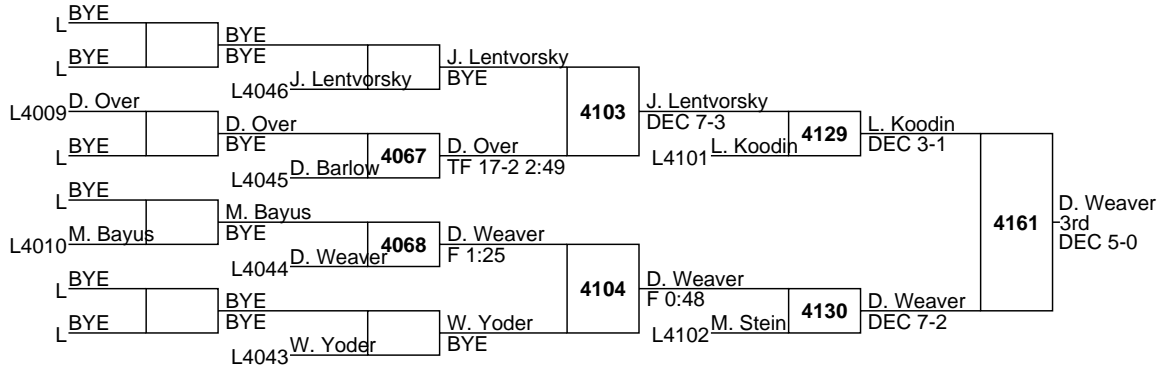 L BYE
BYE
L BYE
BYE
J. Lentvorsky
L4046 J. Lentvorsky
BYE
L4009 D. Over
4103
J. Lentvorsky
DEC 7-3
D. Over
L BYE
BYE
4067
D. Over
L4045 D. Barlow
TF 17-2 2:49
L4101 L. Koodin
4129
L. Koodin
DEC 3-1
L BYE
M. Bayus
L4010 M. Bayus
BYE
4068
D. Weaver
L4044 D. Weaver
F 1:25
4161
D. Weaver
3rd
DEC 5-0
L BYE
4104
D. Weaver
F 0:48
BYE
L BYE
BYE
W. Yoder
L4043 W. Yoder
BYE
L4102 M. Stein
4130
D. Weaver
DEC 7-2